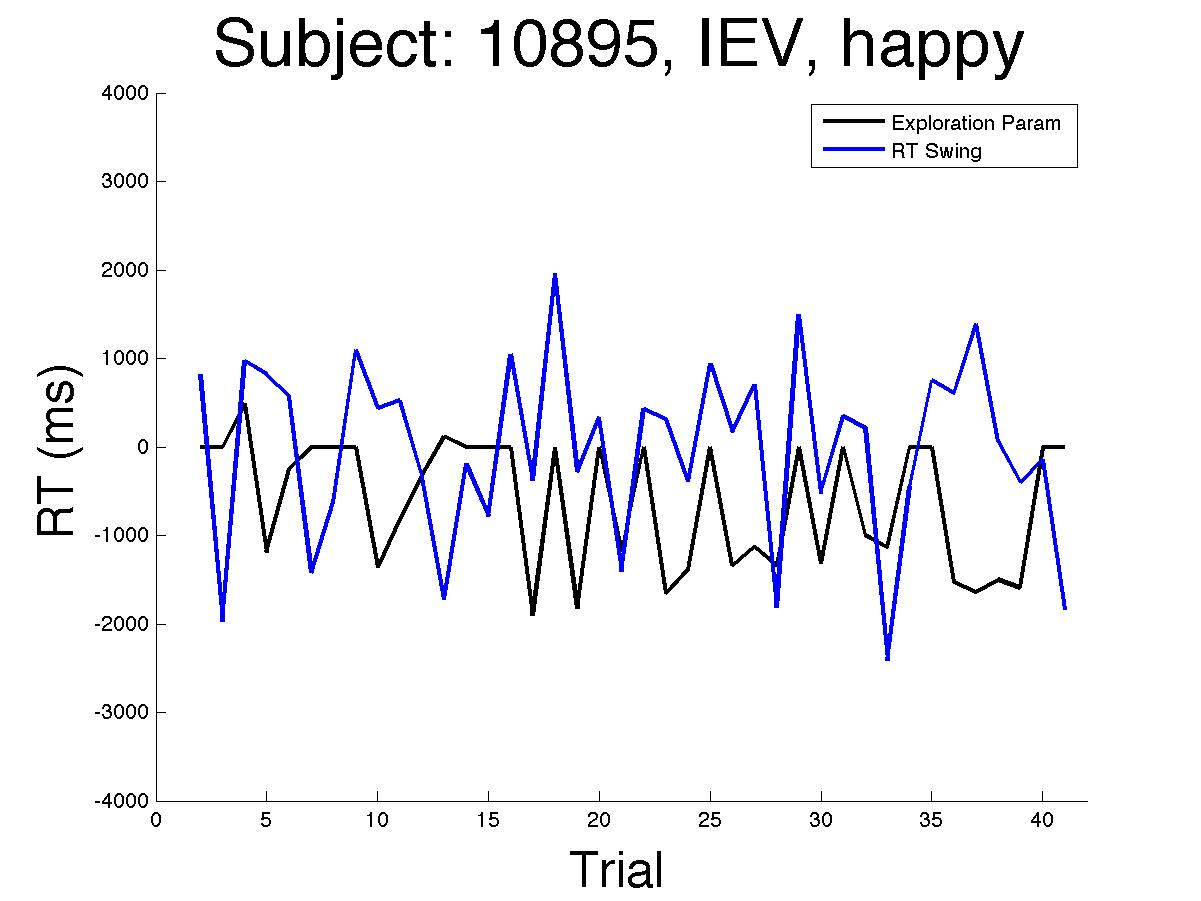 Subject: 10895, IEV, happy
Exploration Param
RT Swing
4000
3000
2000
1000
0
-1000
-2000
-3000
-4000
RT (ms)
0 5 10 15 20 25 30 35 40
Trial